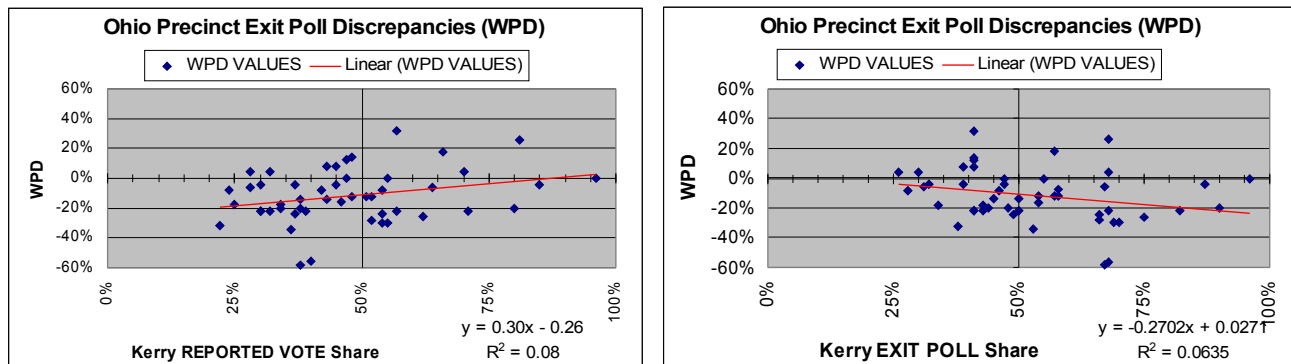 Ohio Precinct Exit Poll Discrepancies (WPD)
WPD VALUES Linear (WPD VALUES)
60%
40%
20%
0%
-20%
-40%
-60%
WPD
0%
25%
50%
75%
100%
y = 0.30x - 0.26
Kerry REPORTED VOTE Share
R² = 0.08
Ohio Precinct Exit Poll Discrepancies (WPD)
WPD VALUES Linear (WPD VALUES)
60%
40%
20%
0%
-20%
-40%
-60%
WPD
0%
25%
50%
75%
100%
y = -0.2702x + 0.0271
Kerry EXIT POLL Share
R² = 0.0635